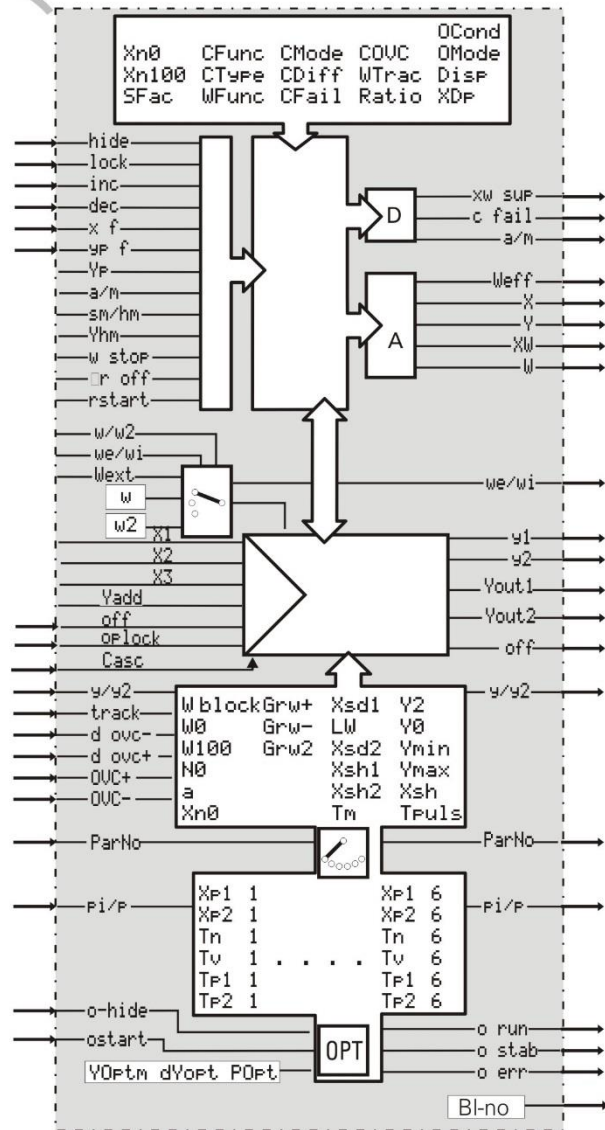 OCond
Xn0 CFunc CMode COVC OMode
Xn100 CType CDiff WTrac Disp
SFac WFunc CFail Ratio XDp
hide
lock
inc
dec
x f
yp f
Yp
a/m
sm/hm
Yhm
w stop
r off
rstart
D
xw sup
c fail
a/m
A
Weff
X
Y
XW
W
w/w2
we/wi
Wext
w
w2
we/wi
X1
X2
X3
Yadd
off
oplock
Casc
y1
y2
Yout1
Yout2
off
y/y2
track
d ovc-
d ovc+
OVC+
OVC-
W block Grw+ Xsd1 Y2
W0 Grw- LW Y0
W100 Grw2 Xsd2 Ymin
N0 Xsh1 Ymax
a Xsh2 Xsh
Xn0 Tm Tpuls
y/y2
ParNo
ParNo
pi/p
Xp1 1 Xp1 6
Xp2 1 Xp2 6
Tn 1 Tn 6
Tv 1 . . . . Tv 6
Tp1 1 Tp1 6
Tp2 1 Tp2 6
pi/p
o-hide
ostart
OPT
YOptm dYopt POpt
o run
o stab
o err
Bl-no